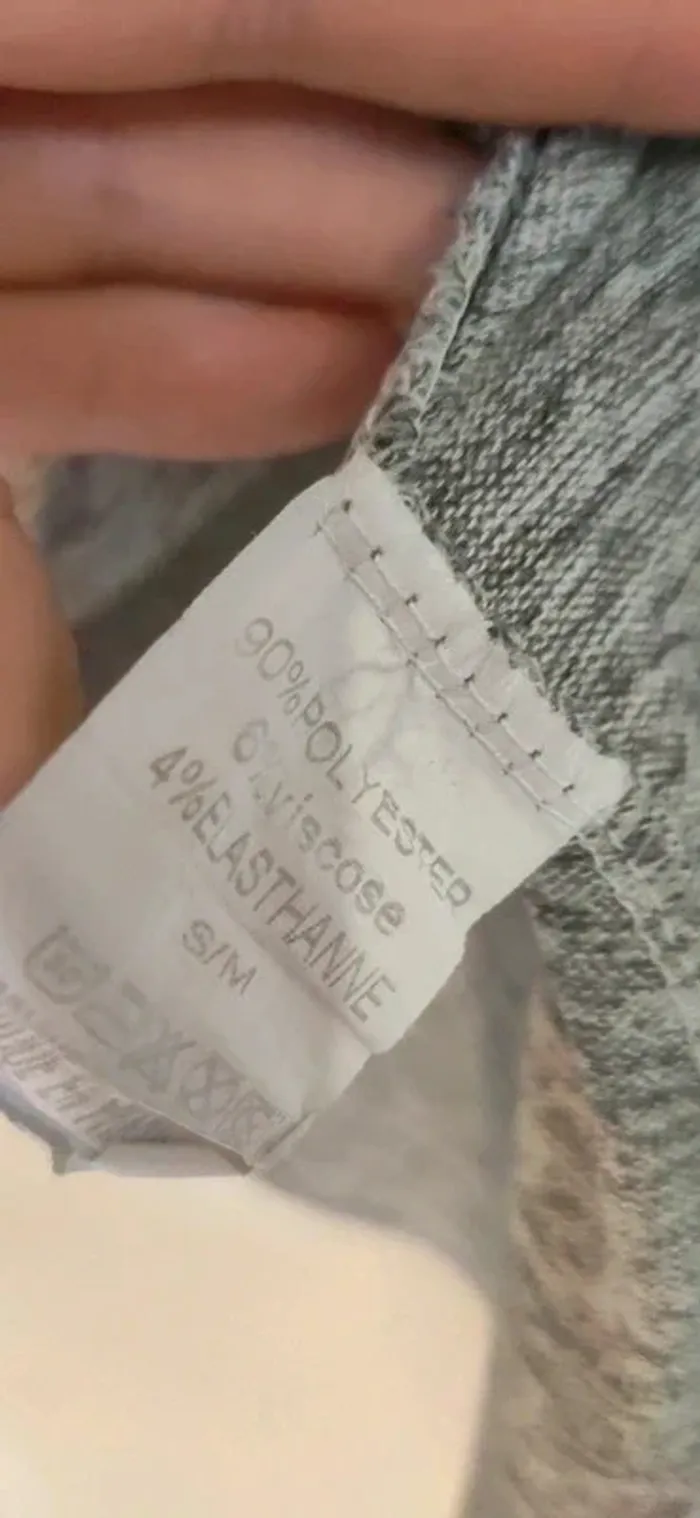 90%POLYESTER
6%viscose
4%ELASTHANNE
S/M